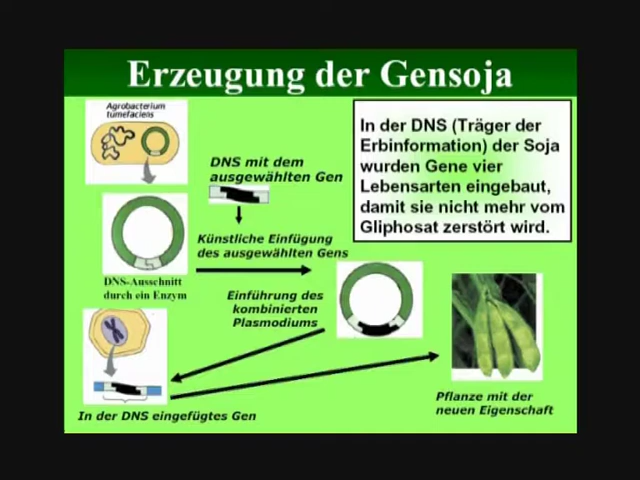 Erzeugung der Gensoja
Agrobacterium
tumefaciens
In der DNS (Träger der
Erbinformation) der Soja
wurden Gene vier
Lebensarten eingebaut,
damit sie nicht mehr vom
Gliphosat zerstört wird.
DNS mit dem
ausgewählten Gen
Künstliche Einfügung
des ausgewählten Gens
DNS-Ausschnitt
durch ein Enzym
Einführung des
kombinierten
Plasmodiums
Pflanze mit der
neuen Eigenschaft
In der DNS eingefügtes Gen